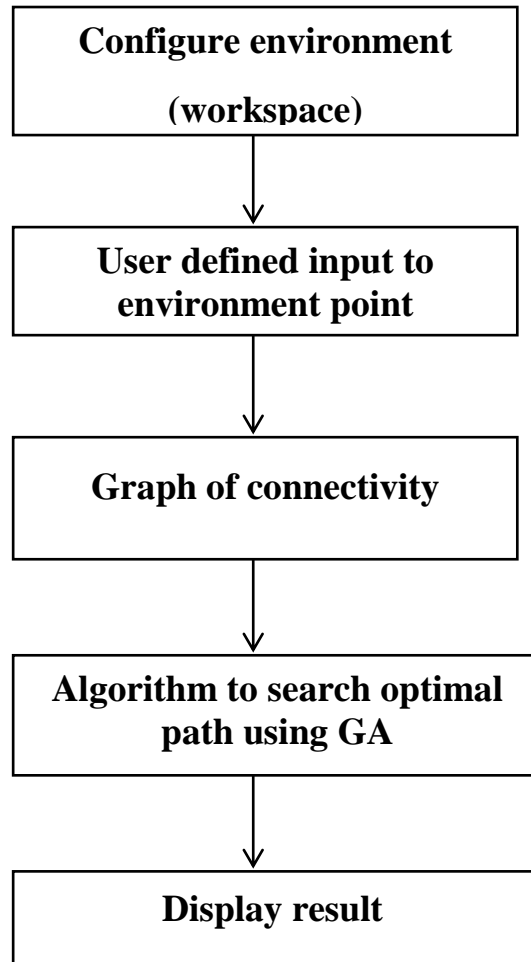 Configure environment
(workspace)
User defined input to
environment point
Graph of connectivity
Algorithm to search optimal
path using GA
Display result